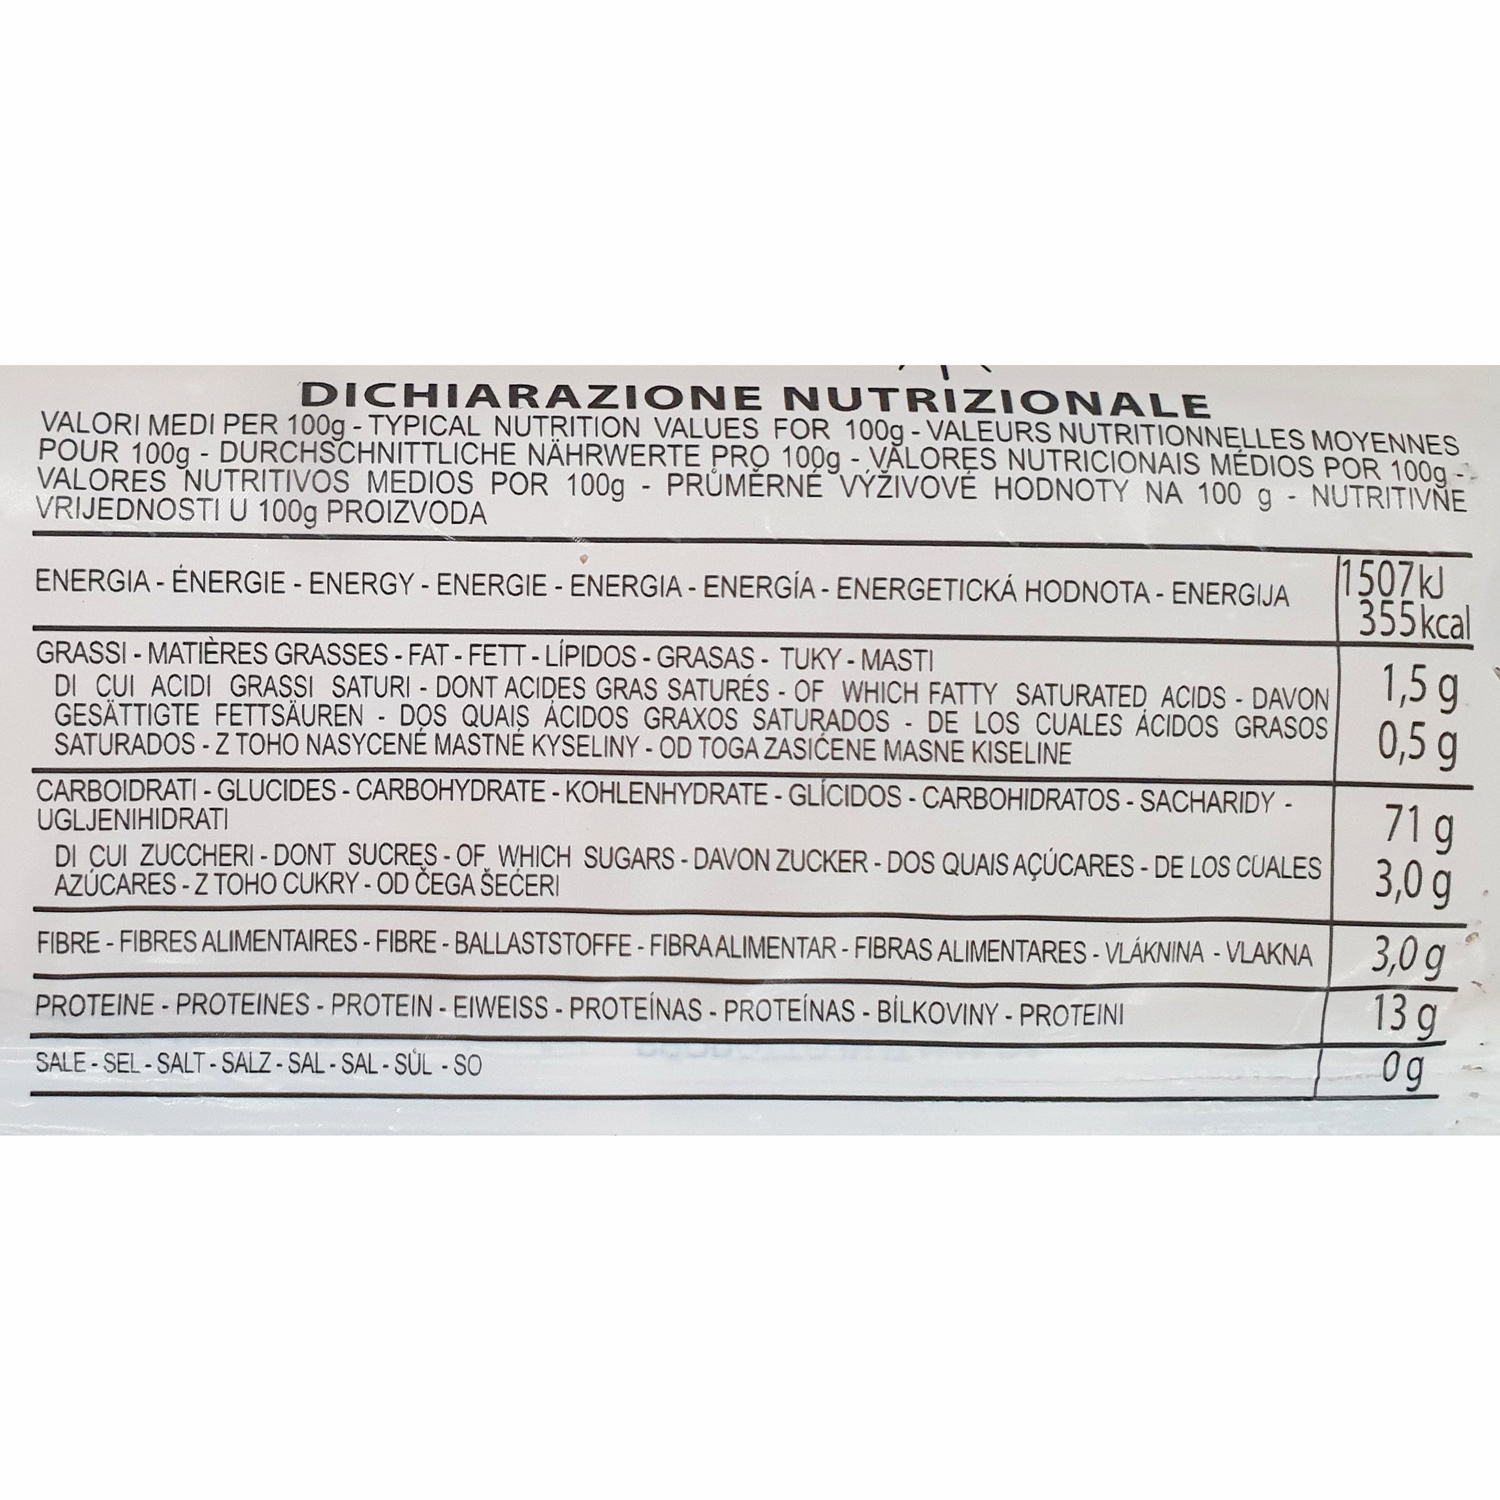 DICHIARAZIONE NUTRIZIONALE
VALORI MEDI PER 100g - TYPICAL NUTRITION VALUES FOR 100g - VALEURS NUTRITIONNELLES MOYENNES
POUR 100g - DURCHSCHNITTLICHE NÄHRWERTE PRO 100g - VALORES NUTRICIONAIS MÉDIOS POR 100g -
VALORES NUTRITIVOS MEDIOS POR 100g - PRŮMĚRNÉ VÝŽIVOVÉ HODNOTY NA 100 g - NUTRITIVNE
VRIJEDNOSTI U 100g PROIZVODA
ENERGIA - ÉNERGIE - ENERGY - ENERGIE - ENERGIA - ENERGÍA - ENERGETICKÁ HODNOTA - ENERGIJA 1507kJ
355kcal
GRASSI - MATIÈRES GRASSES - FAT - FETT - LÍPIDOS - GRASAS - TUKY - MASTI 1,5 g
DI CUI ACIDI GRASSI SATURI - DONT ACIDES GRAS SATURÉS - OF WHICH FATTY SATURATED ACIDS - DAVON
GESÄTTIGTE FETTSÄUREN - DOS QUAIS ÁCIDOS GRAXOS SATURADOS - DE LOS CUALES ÁCIDOS GRASOS
SATURADOS - Z TOHO NASYCENÉ MASTNÉ KYSELINY - OD TOGA ZASIĆENE MASNE KISELINE 0,5 g
CARBOIDRATI - GLUCIDES - CARBOHYDRATE - KOHLENHYDRATE - GLÍCIDOS - CARBOHIDRATOS - SACHARIDY -
UGLJENIHIDRATI 71 g
DI CUI ZUCCHERI - DONT SUCRES - OF WHICH SUGARS - DAVON ZUCKER - DOS QUAIS AÇÚCARES - DE LOS CUALES
AZÚCARES - Z TOHO CUKRY - OD ČEGA ŠEĆERI 3,0 g
FIBRE - FIBRES ALIMENTAIRES - FIBRE - BALLASTSTOFFE - FIBRA ALIMENTAR - FIBRAS ALIMENTARES - VLÁKNINA - VLAKNA 3,0 g
PROTEINE - PROTEINES - PROTEIN - EIWEISS - PROTEÍNAS - PROTEÍNAS - BÍLKOVINY - PROTEINI 13 g
SALE - SEL - SALT - SALZ - SAL - SAL - SŮL - SO 0 g